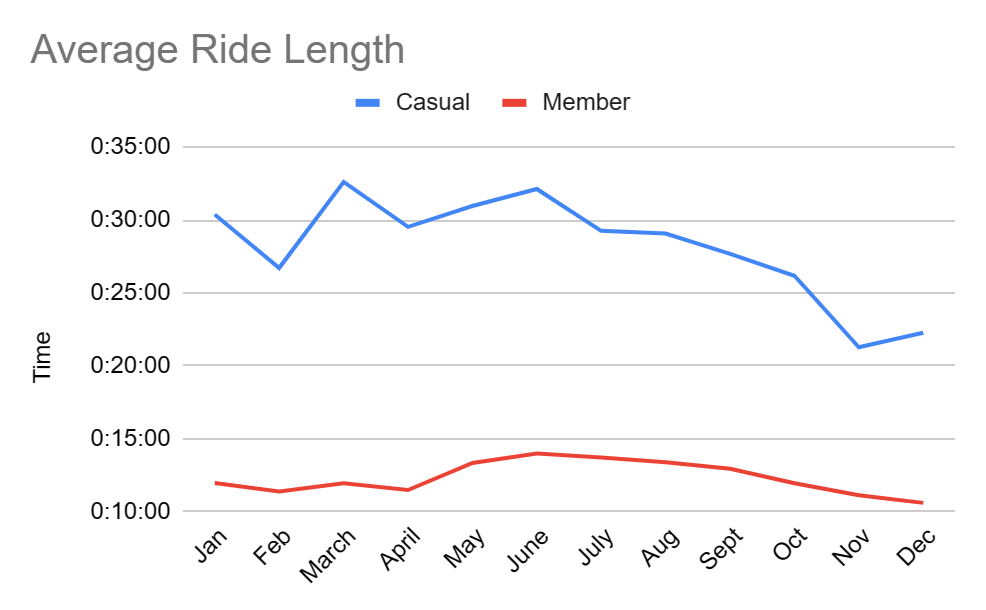 Average Ride Length
Casual Member
0:35:00
0:30:00
0:25:00
0:20:00
0:15:00
0:10:00
Time
Jan Feb March April May June July Aug Sept Oct Nov Dec